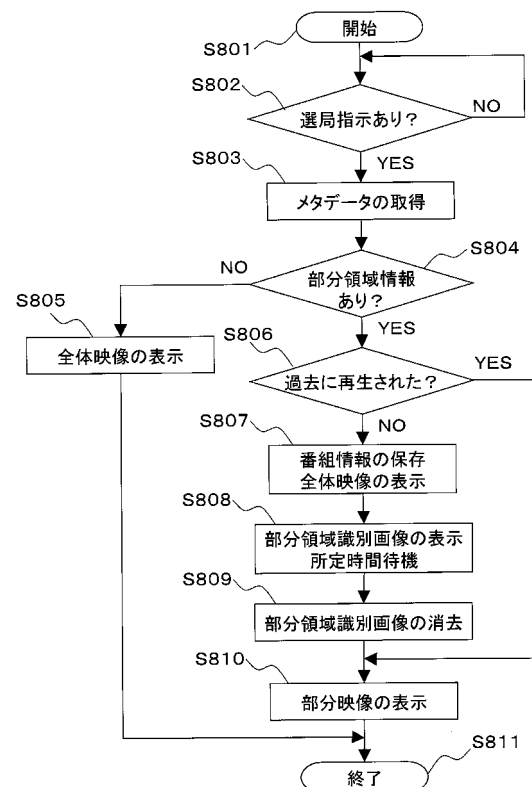 S801
開始
S802
選局指示あり?
NO
YES
S803
メタデータの取得
S804
部分領域情報
あり?
NO
YES
S805
全体映像の表示
S806
過去に再生された?
YES
NO
S807
番組情報の保存
全体映像の表示
S808
部分領域識別画像の表示
所定時間待機
S809
部分領域識別画像の消去
S810
部分映像の表示
S811
終了